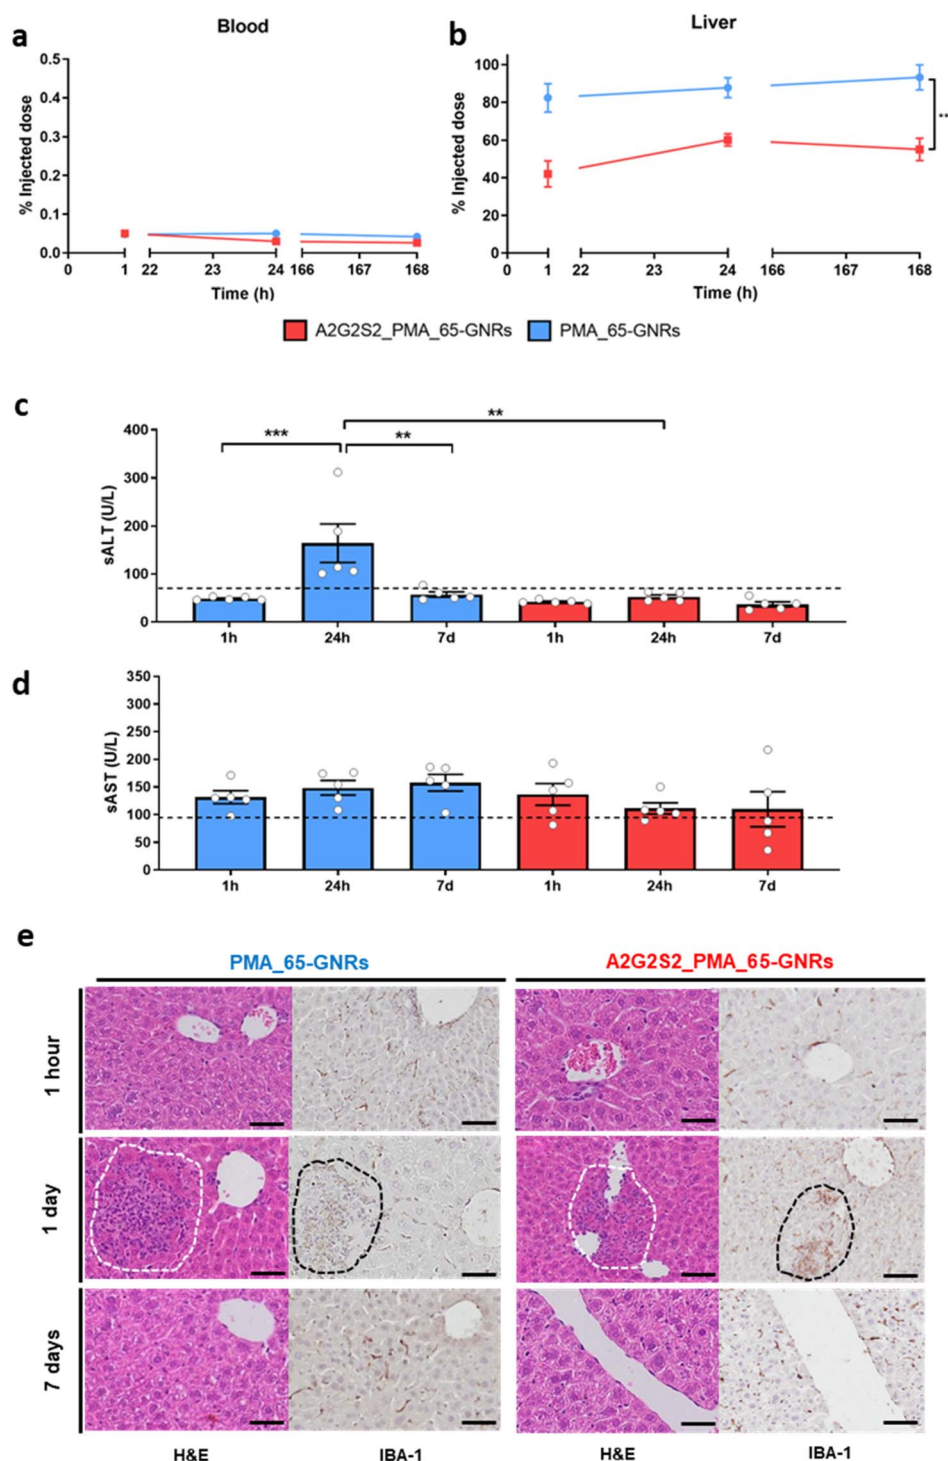 a
Blood
% Injected dose
0.5
0.4
0.3
0.2
0.1
0.0
0 1 22 23 24 166 167 168
Time (h)
b
Liver
% Injected dose
100
80
60
40
20
0
**
0 1 22 23 24 166 167 168
Time (h)
A2G2S2_PMA_65-GNRs PMA_65-GNRs
c
sALT (U/L)
400
300
200
100
0
*** ** **
1h 24h 7d 1h 24h 7d
d
sAST (U/L)
350
300
250
200
150
100
50
0
1h 24h 7d 1h 24h 7d
e
PMA_65-GNRs A2G2S2_PMA_65-GNRs
1 hour
1 day
7 days
H&E IBA-1 H&E IBA-1